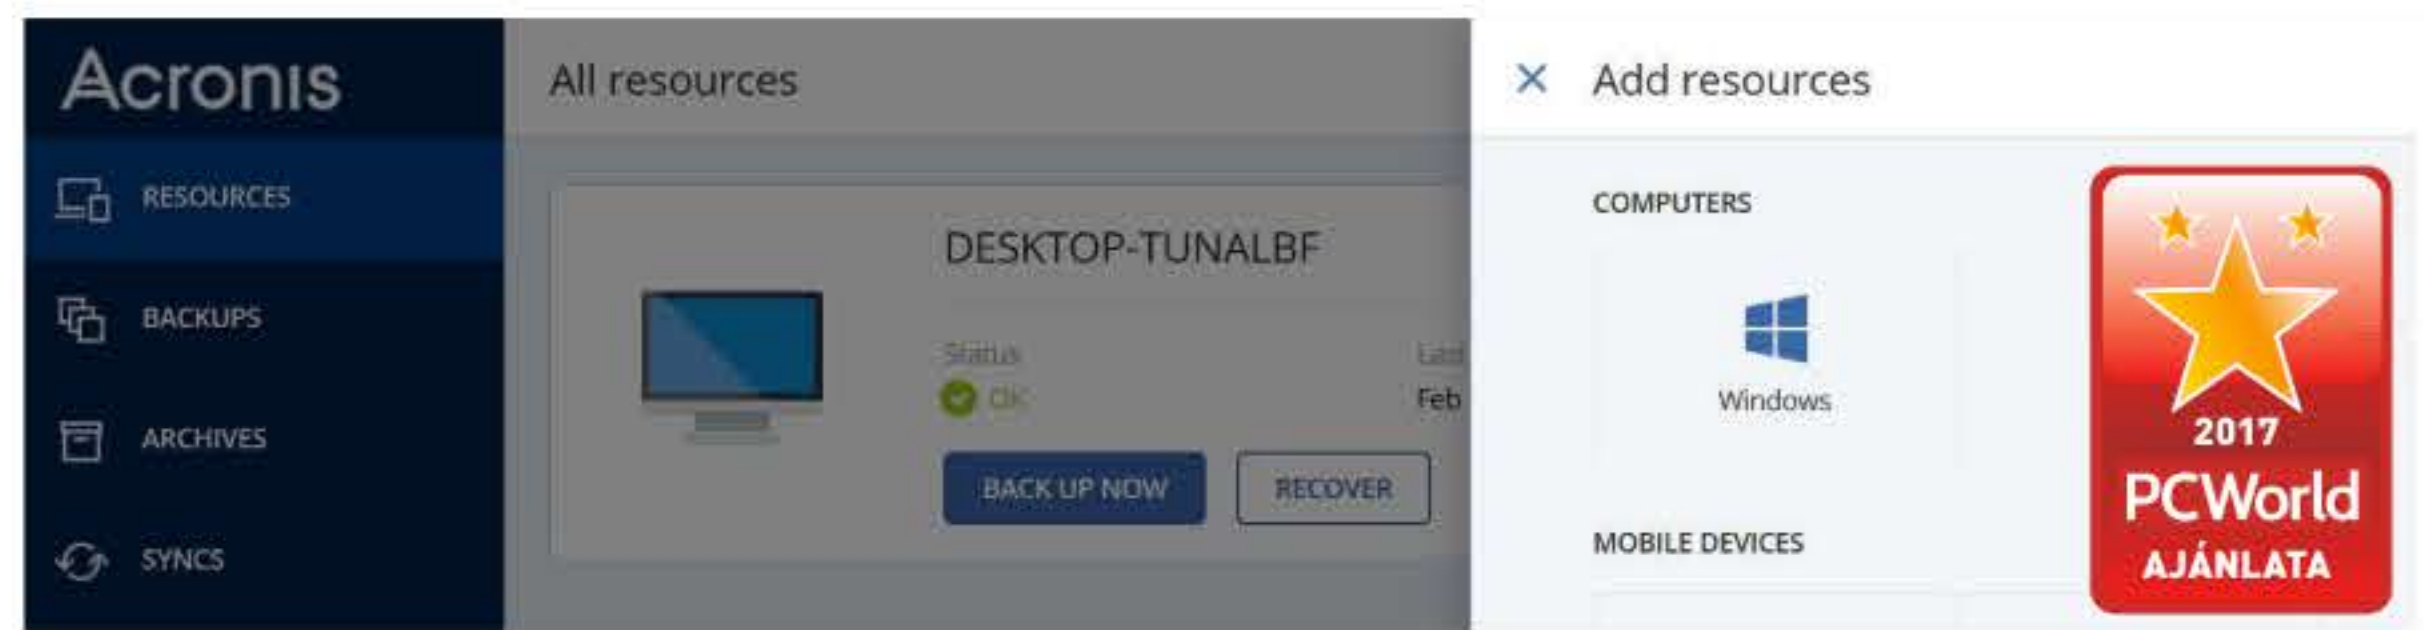 Acronis
RESOURCES
BACKUPS
ARCHIVES
SYNCS
All resources
DESKTOP-TUNALBF
Status
OK
Last
Feb
BACK UP NOW
RECOVER
Add resources
COMPUTERS
Windows
MOBILE DEVICES
2017
PCWorld
AJÁNLATA